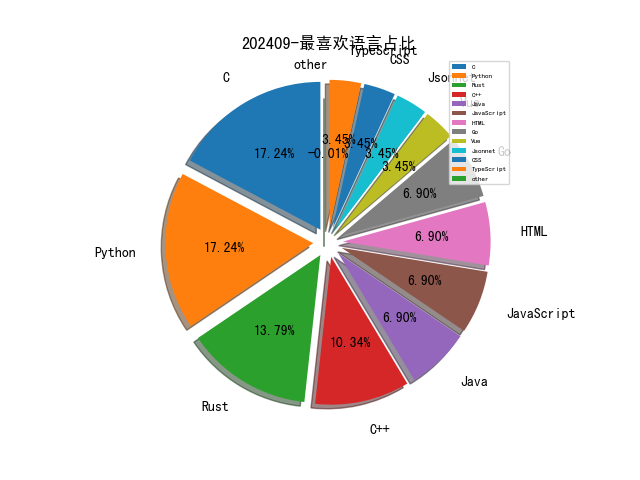 202409-最喜欢语言占比
TypeScript
CSS
other
C
Go
Python
HTML
JavaScript
Java
Rust
C++
3.45%
3.45%
17.24%
-0.01%
3.45%
3.45%
6.90%
17.24%
6.90%
6.90%
6.90%
13.79%
10.34%
C
Python
Rust
C++
Java
JavaScript
HTML
Go
Vue
Jsonnet
CSS
TypeScript
other